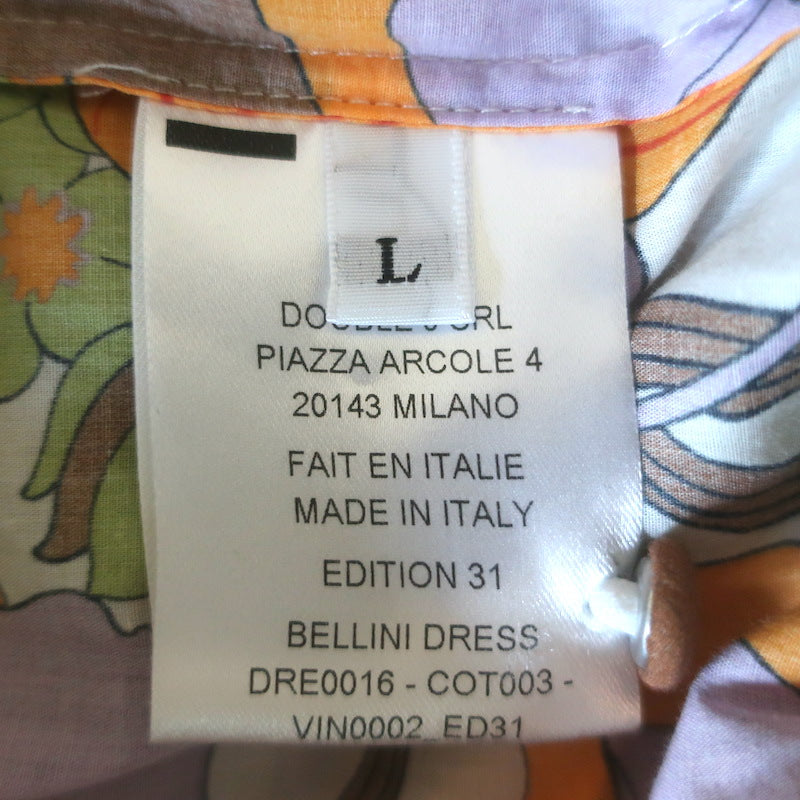 L
DOUBLE J SRL
PIAZZA ARCOLE 4
20143 MILANO
FAIT EN ITALIE
MADE IN ITALY
EDITION 31
BELLINI DRESS
DRE0016 - COT003 -
VIN0002_ED31